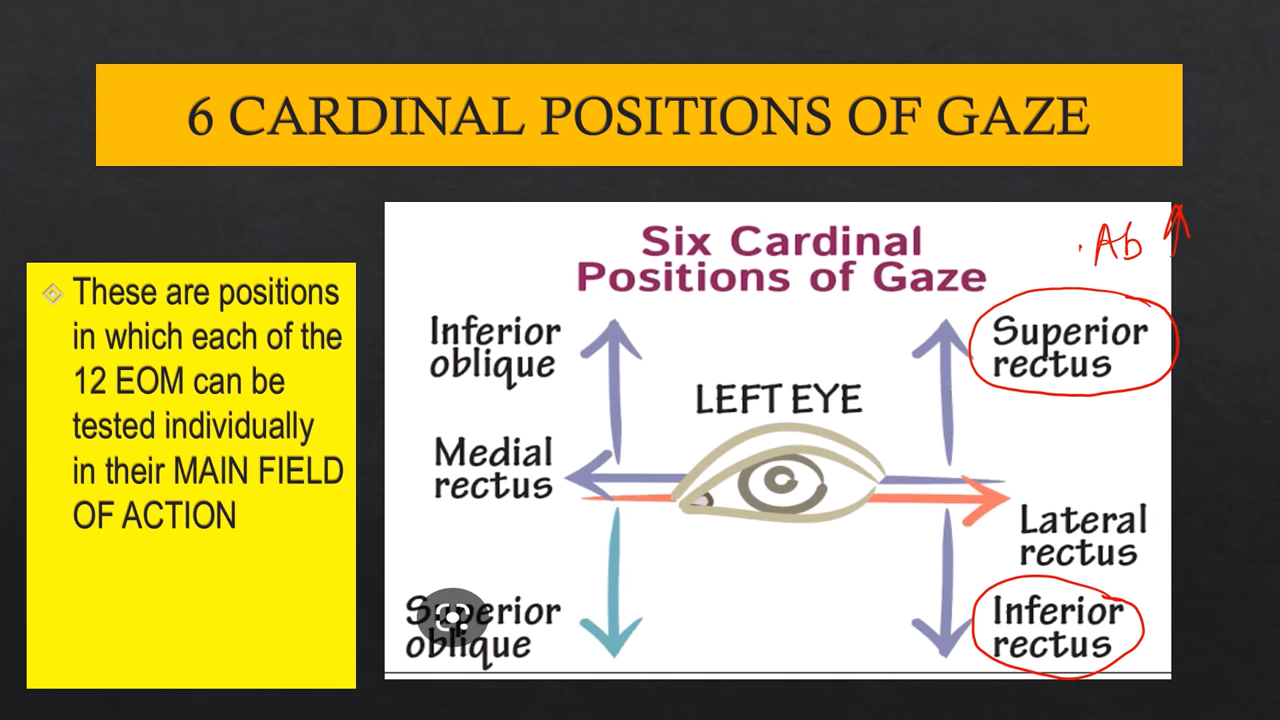 6 CARDINAL POSITIONS OF GAZE
These are positions
in which each of the
12 EOM can be
tested individually
in their MAIN FIELD
OF ACTION
Six Cardinal
Positions of Gaze
Ab
Inferior
oblique
Superior
rectus
LEFT EYE
Medial
rectus
Lateral
rectus
Superior
oblique
Inferior
rectus